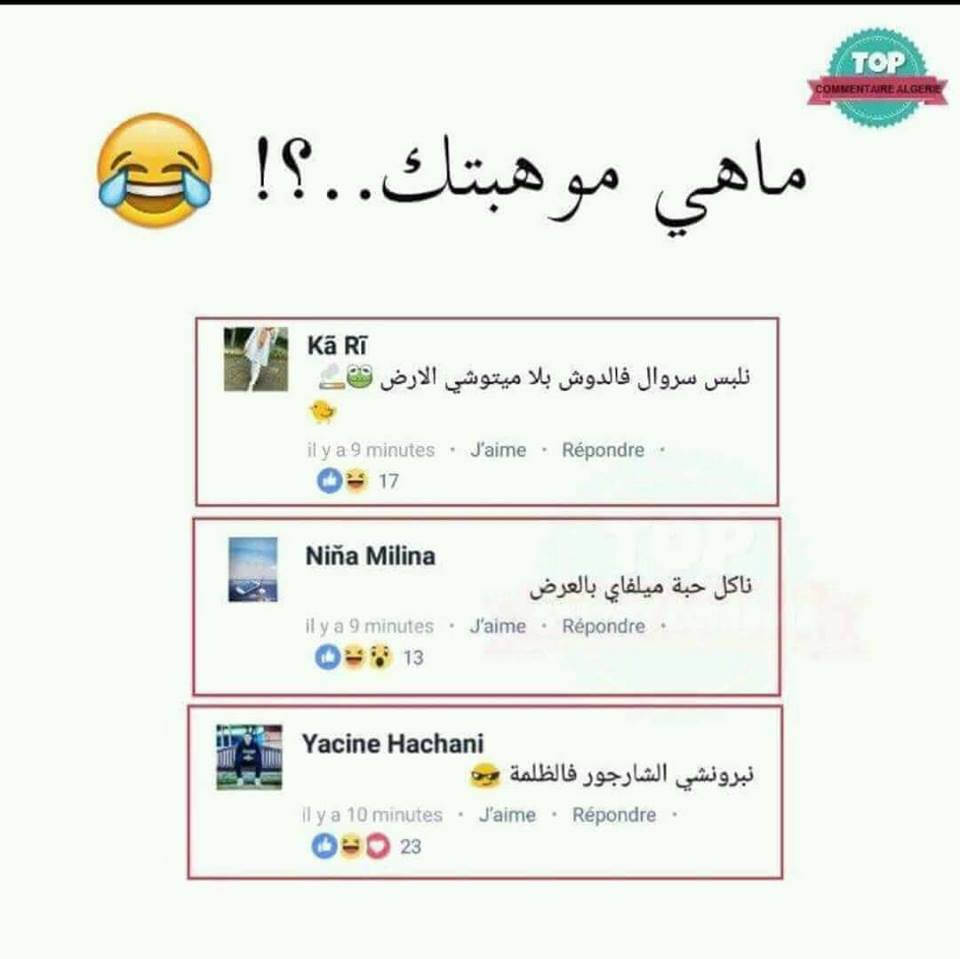 TOP
COMMENTAIRE ALGERIE
ماهي موهبتك..؟!😂
Kã Rī
نلبس سروال فالدوش بلا ميتوشي الارض 🐸🚬
🐤
il y a 9 minutes · J'aime · Répondre ·
17
Niňa Milina
ناكل حبة ميلفاي بالعرض
il y a 9 minutes · J'aime · Répondre ·
13
Yacine Hachani
نبرونشي الشارجور فالظلمة 😎
il y a 10 minutes · J'aime · Répondre ·
23